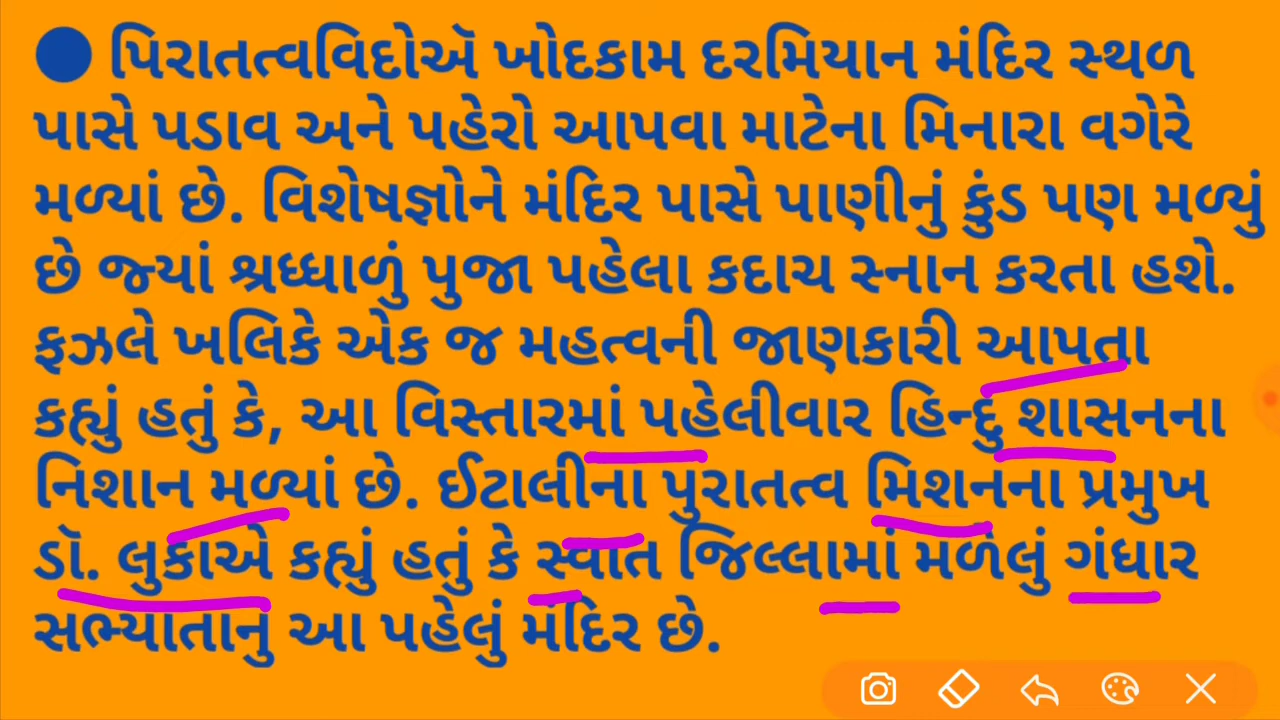 ● પિરાતત્વવિદોએ ખોદકામ દરમિયાન મંદિર સ્થળ
પાસે પડાવ અને પહેરો આપવા માટેના મિનારા વગેરે
મળ્યાં છે. વિશેષજ્ઞોને મંદિર પાસે પાણીનું કુંડ પણ મળ્યું
છે જ્યાં શ્રધ્ધાળું પુજા પહેલા કદાચ સ્નાન કરતા હશે.
ફઝલે ખલિકે એક જ મહત્વની જાણકારી આપતા
કહ્યું હતું કે, આ વિસ્તારમાં પહેલીવાર હિન્દુ શાસનના
નિશાન મળ્યાં છે. ઈટાલીના પુરાતત્વ મિશનના પ્રમુખ
ડૉ. લુકાએ કહ્યું હતું કે સ્વાત જિલ્લામાં મળેલું ગંધાર
સભ્યાતાનું આ પહેલું મંદિર છે.